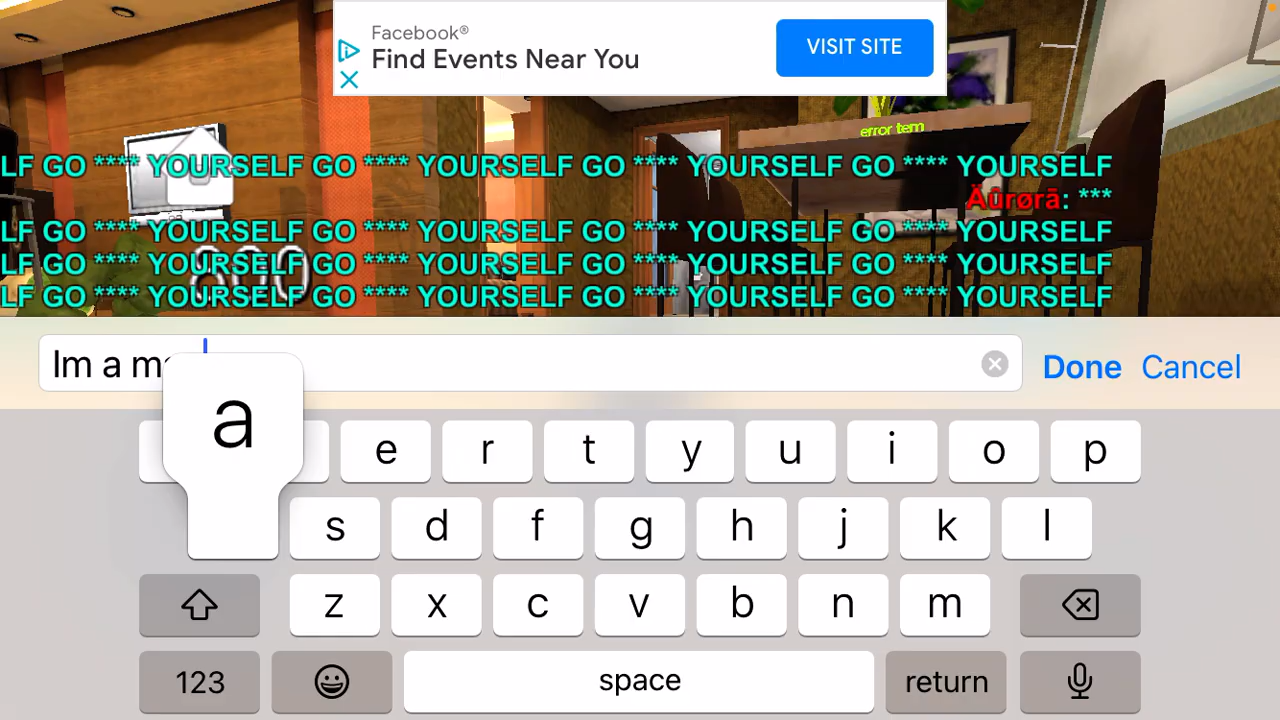 Facebook®
Find Events Near You
VISIT SITE
error tem
LF GO **** YOURSELF GO **** YOURSELF GO **** YOURSELF GO **** YOURSELF
Äūrørā: ***
LF GO **** YOURSELF GO **** YOURSELF GO **** YOURSELF GO **** YOURSELF
LF GO **** YOURSELF GO **** YOURSELF GO **** YOURSELF GO **** YOURSELF
800
LF GO **** YOURSELF GO **** YOURSELF GO **** YOURSELF GO **** YOURSELF
Im a m
Done
Cancel
a
e r t y u i o p
s d f g h j k l
z x c v b n m
123
space
return